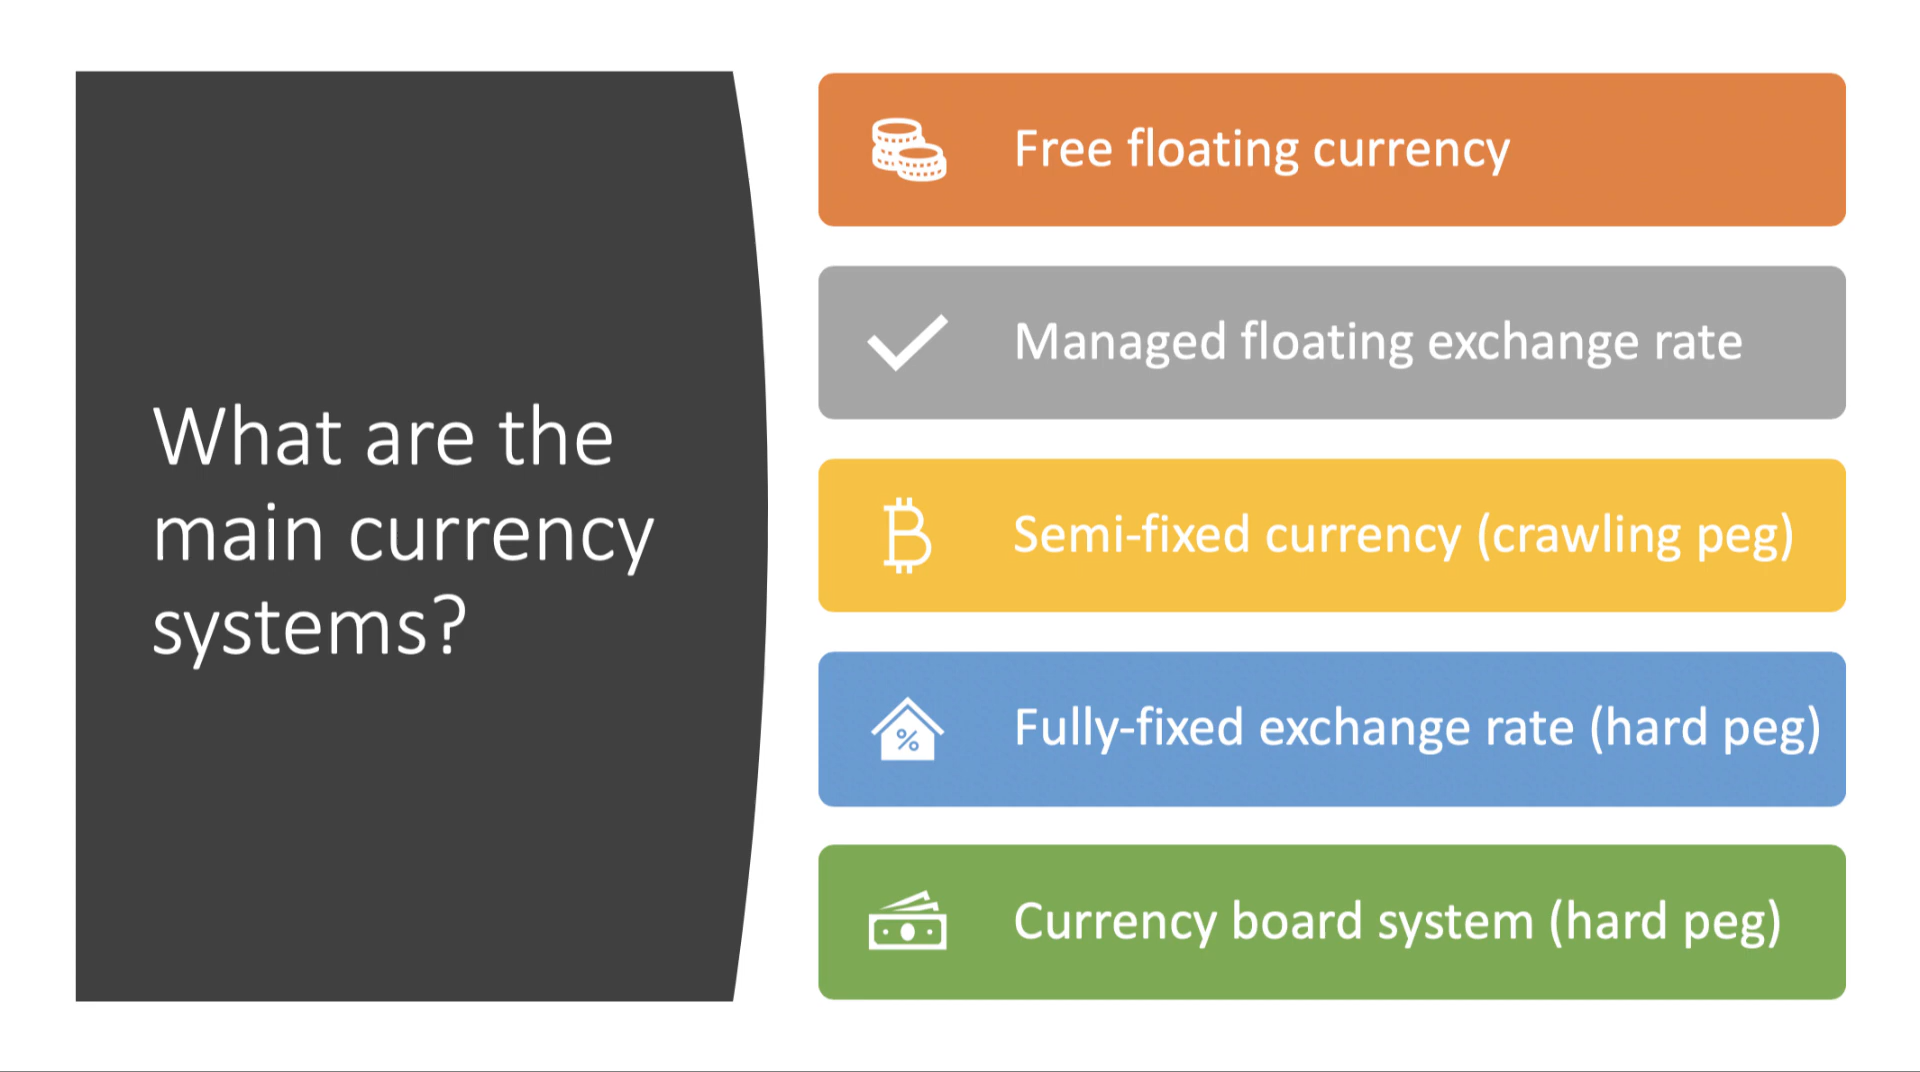 What are the
main currency
systems?
Free floating currency
Managed floating exchange rate
Semi-fixed currency (crawling peg)
Fully-fixed exchange rate (hard peg)
Currency board system (hard peg)